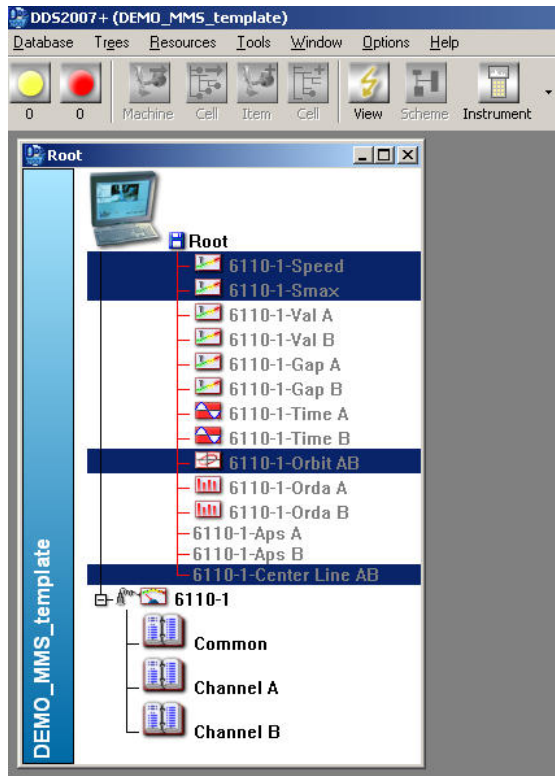 DDS2007+ (DEMO_MMS_template)
Database Trees Resources Tools Window Options Help
0 0 Machine Cell Item Cell View Scheme Instrument
Root
Root
6110-1-Speed
6110-1-Smax
6110-1-Val A
6110-1-Val B
6110-1-Gap A
6110-1-Gap B
6110-1-Time A
6110-1-Time B
6110-1-Orbit AB
6110-1-Orda A
6110-1-Orda B
6110-1-Aps A
6110-1-Aps B
6110-1-Center Line AB
6110-1
Common
Channel A
Channel B
DEMO_MMS_template